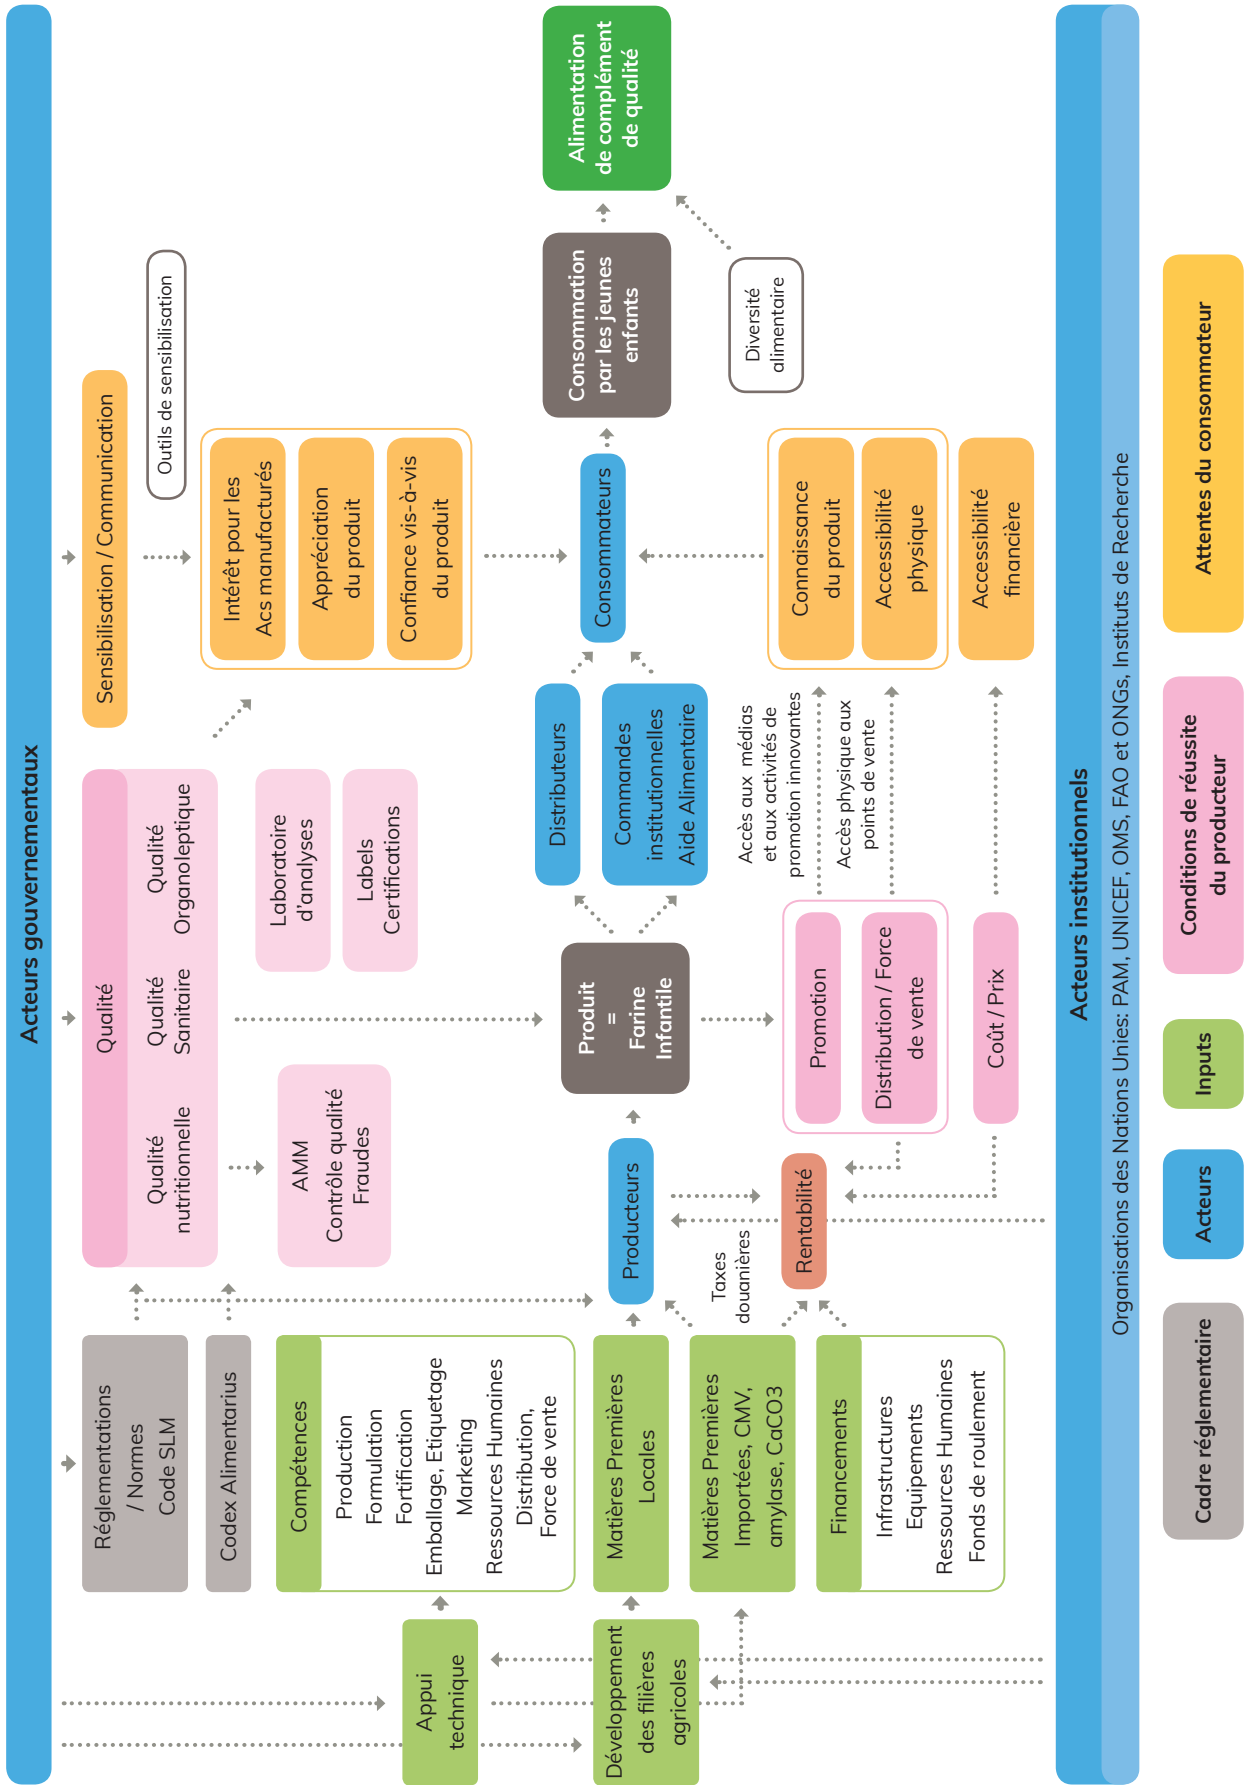 Acteurs gouvernementaux
Réglementations
/ Normes
Code SLM
Codex Alimentarius
Qualité
Qualité
nutritionnelle
Qualité
Sanitaire
Qualité
Organoleptique
AMM
Contrôle qualité
Fraudes
Laboratoire
d'analyses
Labels
Certifications
Sensibilisation / Communication
Outils de sensibilisation
Intérêt pour les
Acs manufacturés
Appréciation
du produit
Confiance vis-à-vis
du produit
Appui
technique
Développement
des filières
agricoles
Compétences
Production
Formulation
Fortification
Emballage, Etiquetage
Marketing
Ressources Humaines
Distribution,
Force de vente
Matières Premières
Locales
Matières Premières
Importées, CMV,
amylase, CaCO3
Financements
Infrastructures
Equipements
Ressources Humaines
Fonds de roulement
Producteurs
Taxes
douanières
Rentabilité
Produit
=
Farine
Infantile
Promotion
Distribution / Force
de vente
Coût / Prix
Distributeurs
Commandes
institutionnelles
Aide Alimentaire
Accès aux médias
et aux activités de
promotion innovantes
Accès physique aux
points de vente
Consommateurs
Connaissance
du produit
Accessibilité
physique
Accessibilité
financière
Consommation
par les jeunes
enfants
Diversité
alimentaire
Alimentation
de complément
de qualité
Acteurs institutionnels
Organisations des Nations Unies: PAM, UNICEF, OMS, FAO et ONGs, Instituts de Recherche
Cadre réglementaire
Acteurs
Inputs
Conditions de réussite
du producteur
Attentes du consommateur